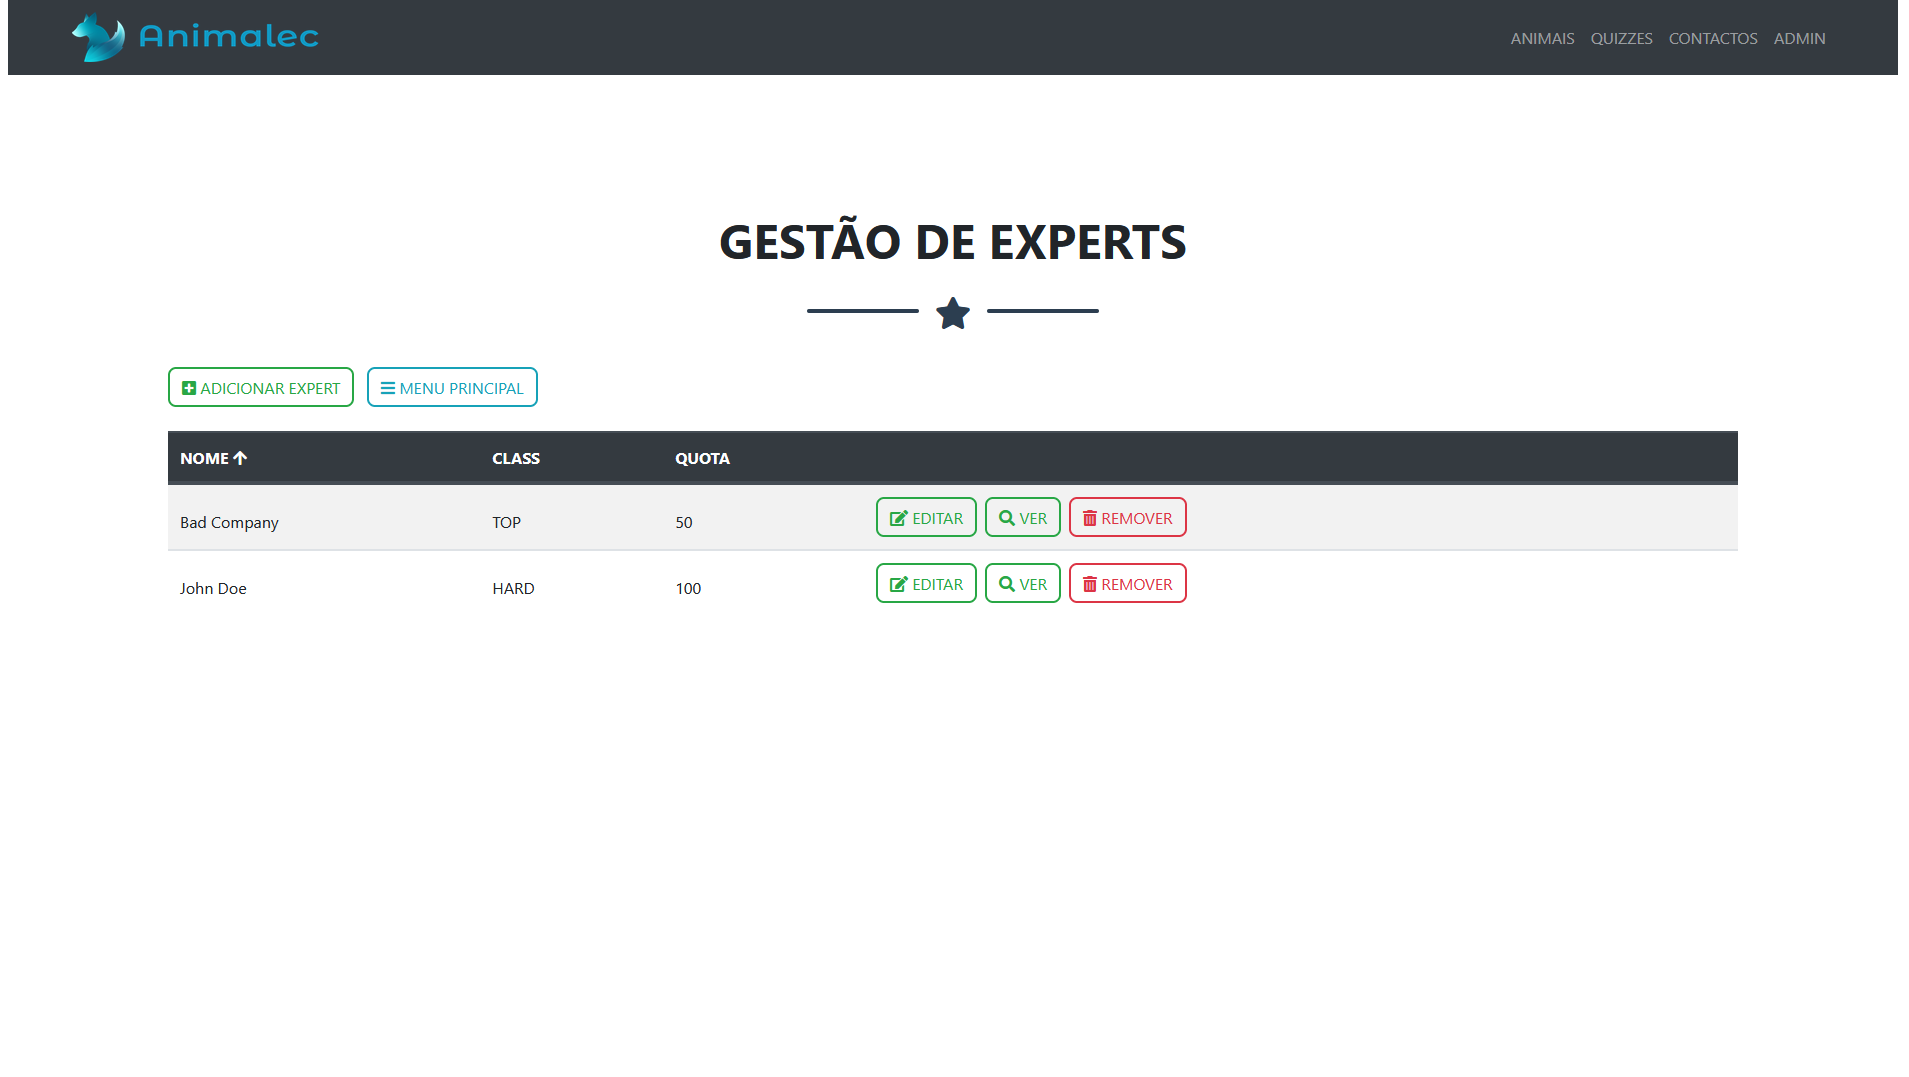 Animalec
ANIMAIS QUIZZES CONTACTOS ADMIN
GESTÃO DE EXPERTS
ADICIONAR EXPERT MENU PRINCIPAL
NOME CLASS QUOTA
Bad Company TOP 50 EDITAR VER REMOVER
John Doe HARD 100 EDITAR VER REMOVER